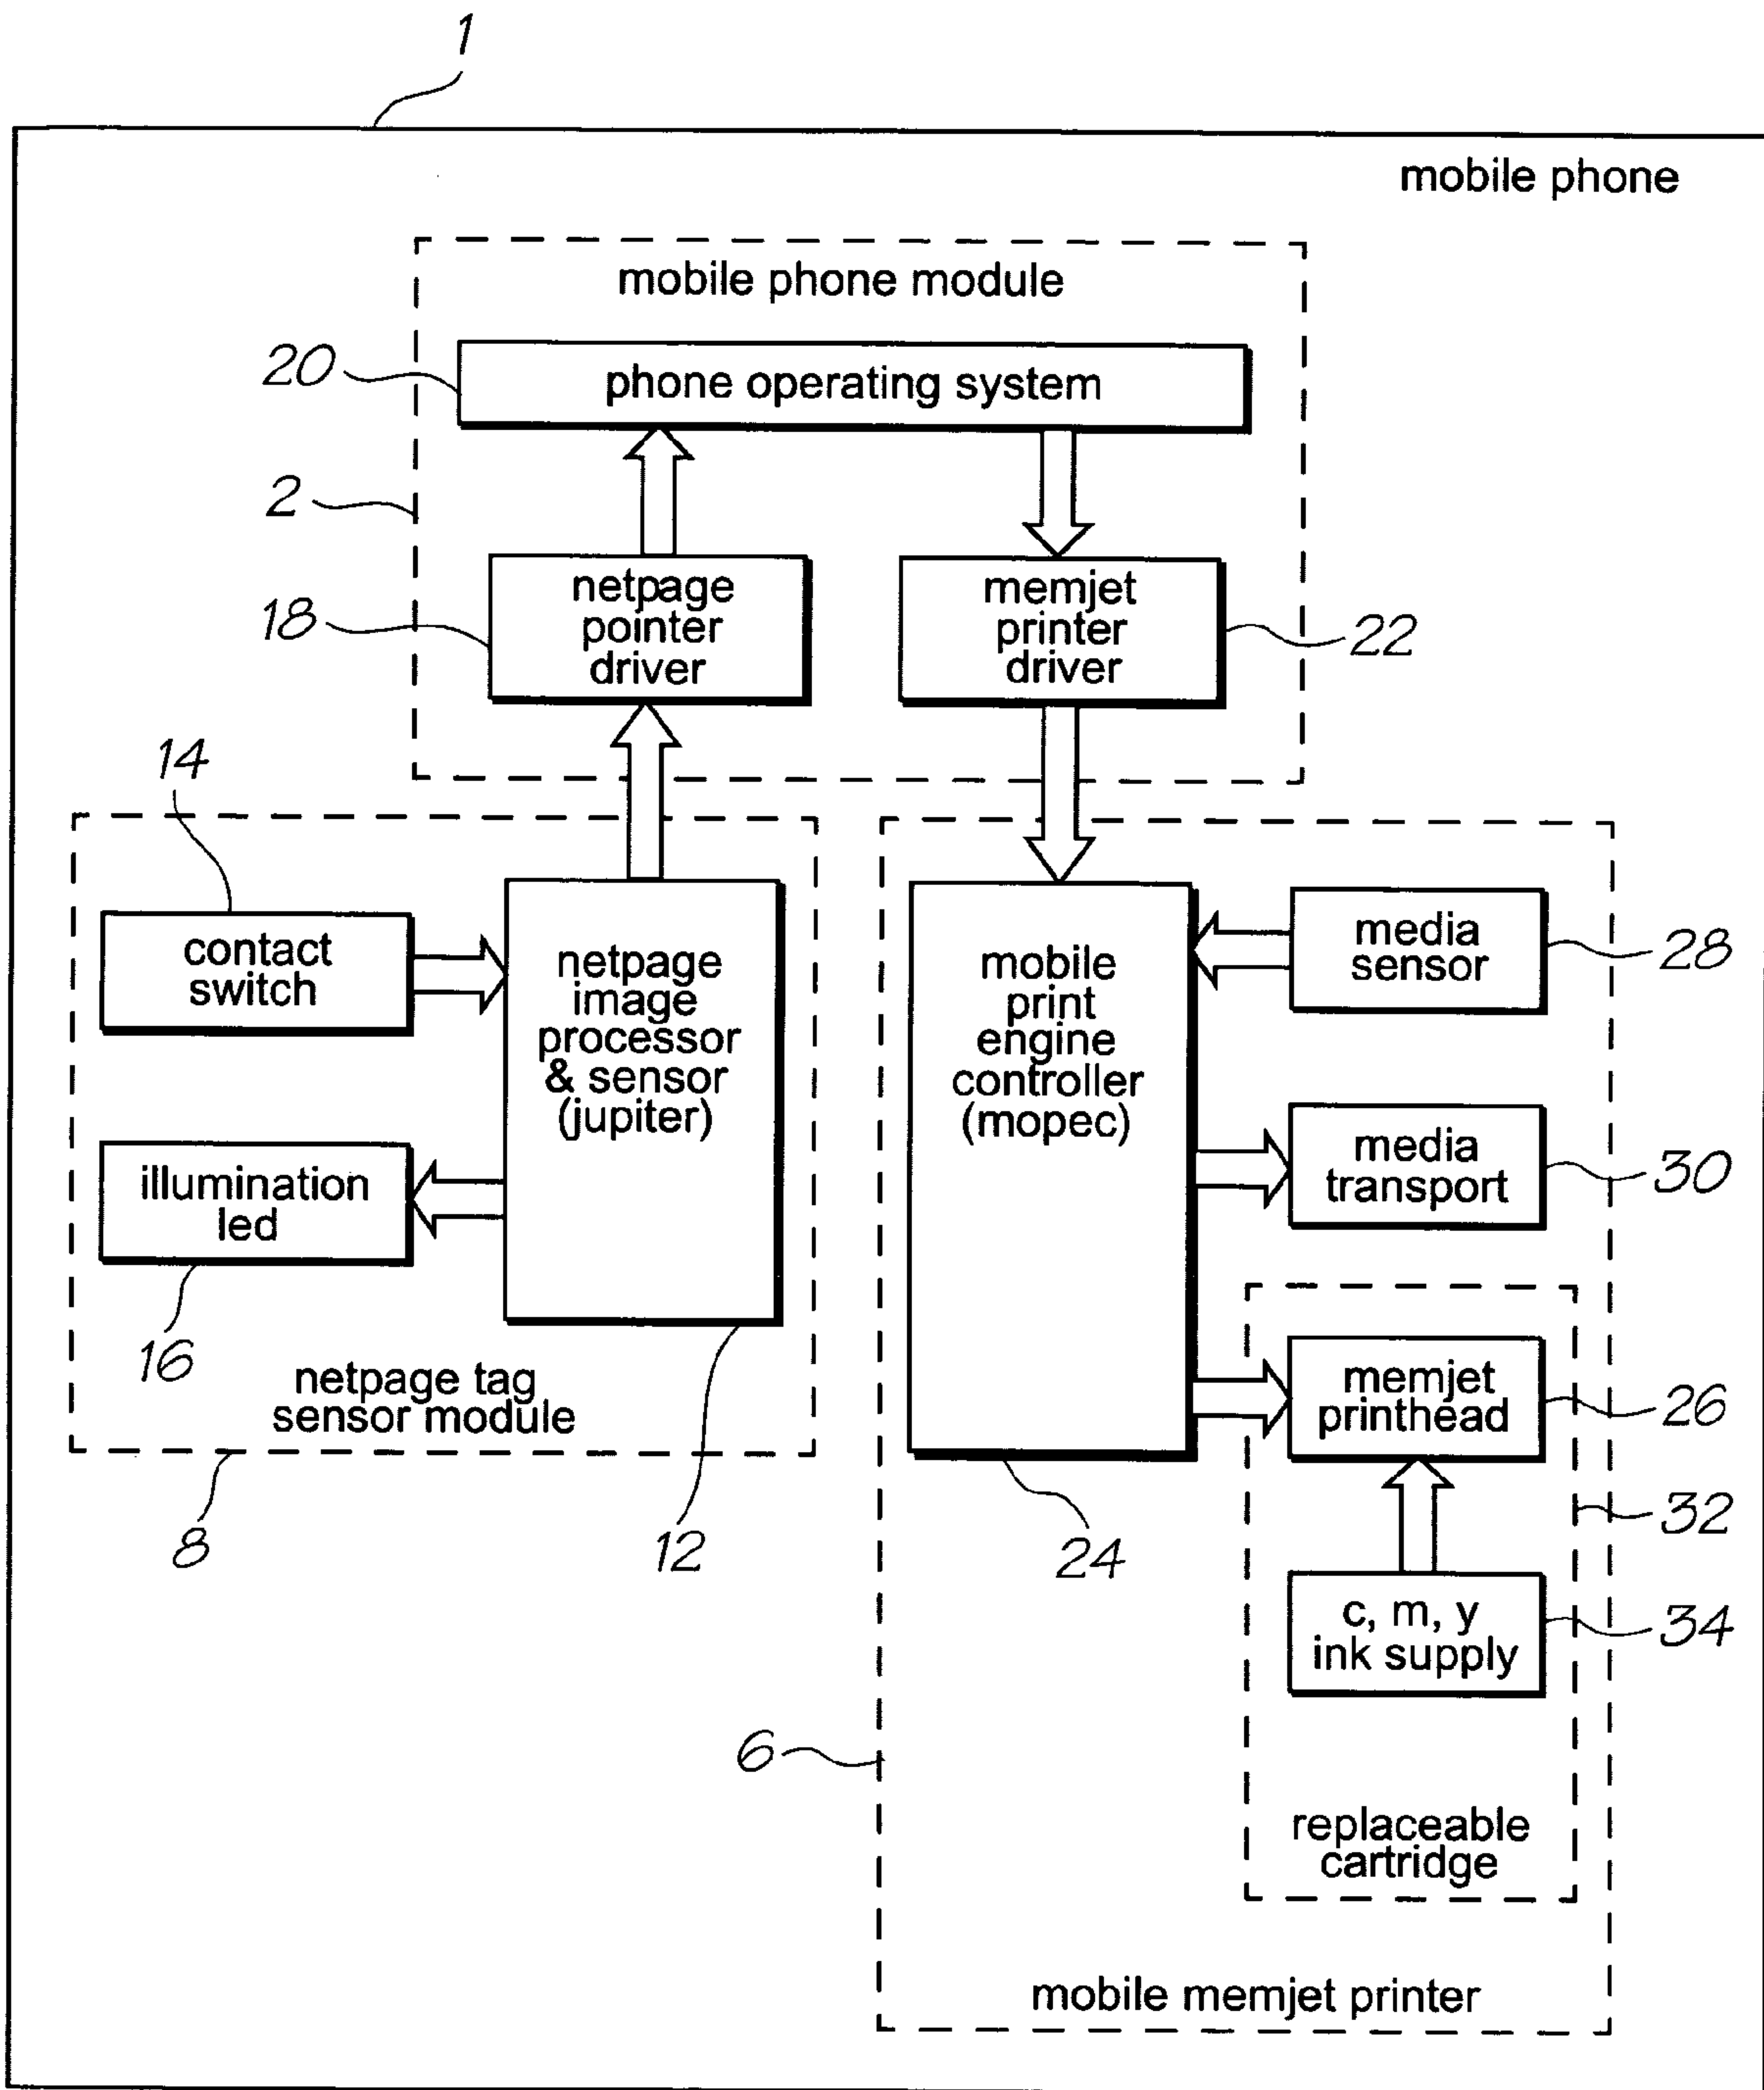 1
mobile phone
mobile phone module
20
phone operating system
2
18
netpage
pointer
driver
memjet
printer
driver
22
14
contact
switch
netpage
image
processor
& sensor
(jupiter)
illumination
led
16
netpage tag
sensor module
8
12
mobile
print
engine
controller
(mopec)
media
sensor
28
media
transport
30
memjet
printhead
26
24
32
c, m, y
ink supply
34
6
replaceable
cartridge
mobile memjet printer